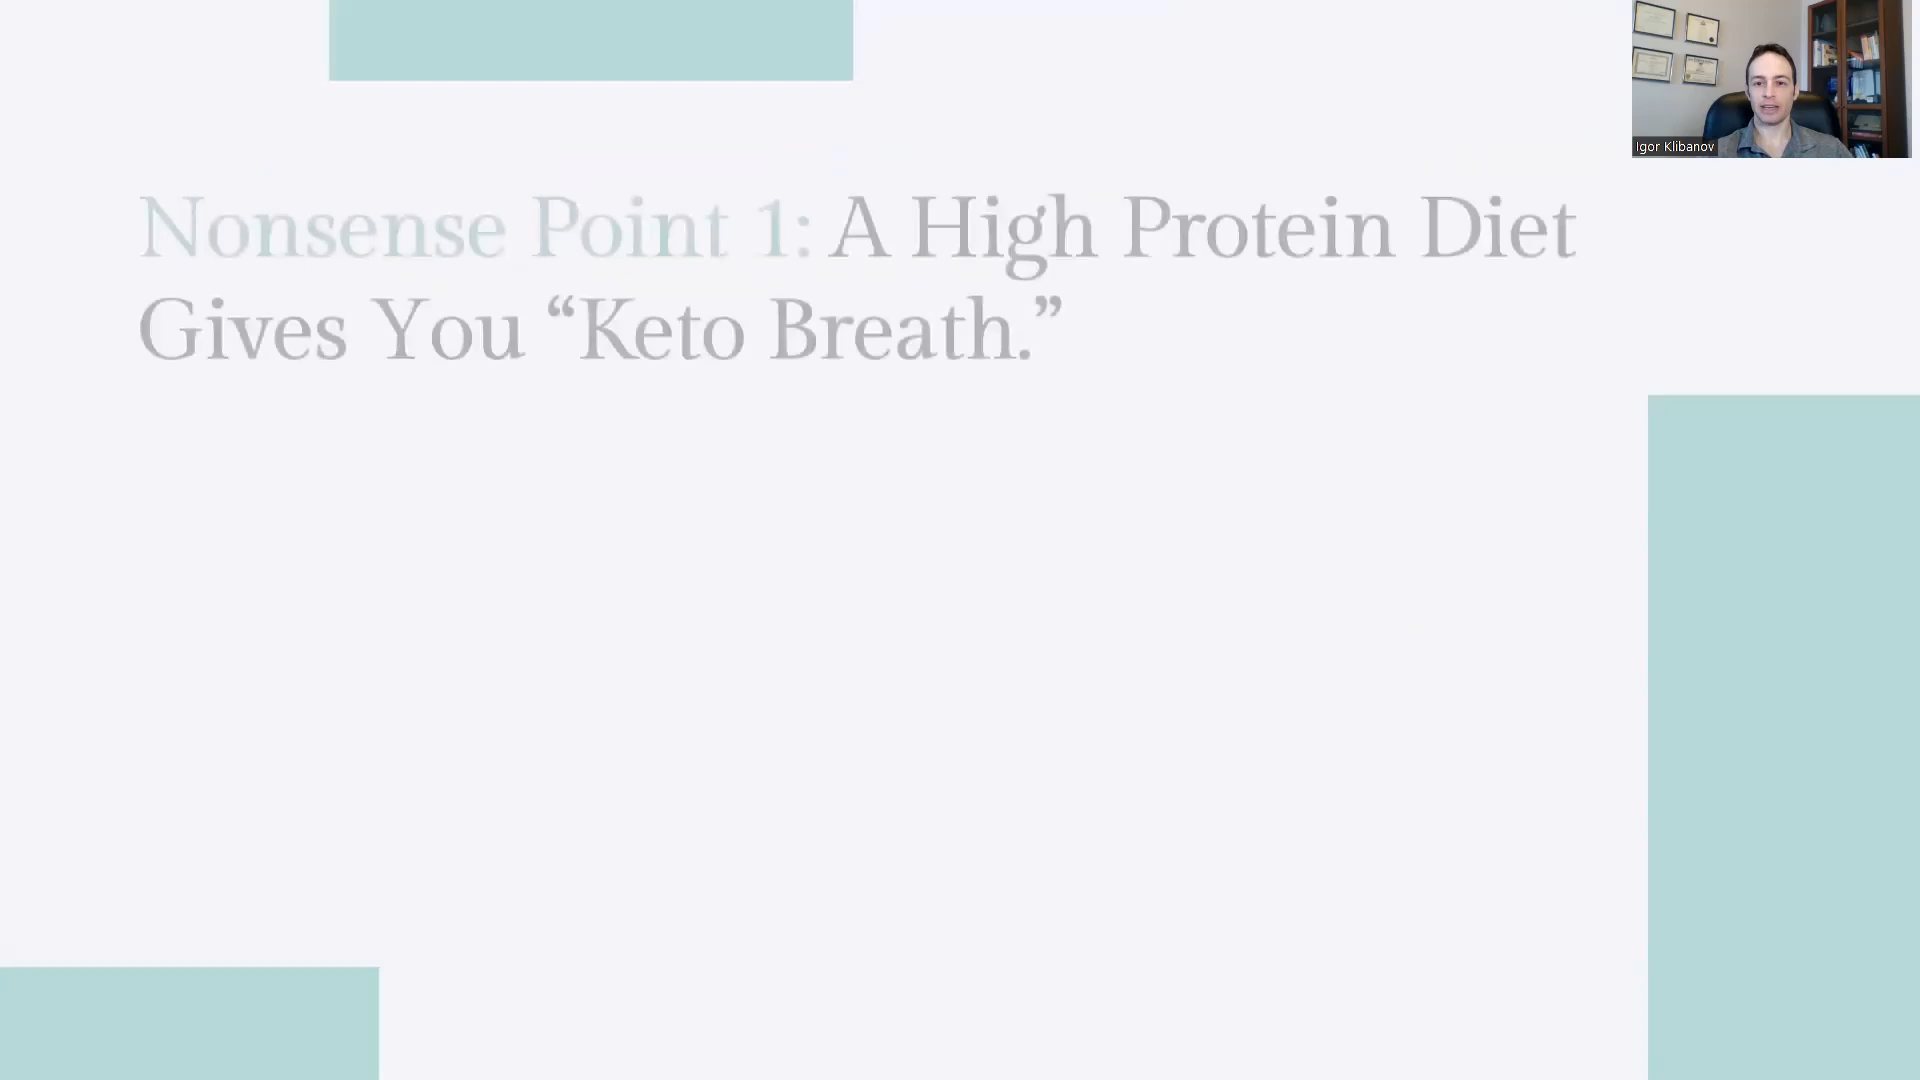 Nonsense Point 1: A High Protein Diet
Gives You “Keto Breath.”
Igor Klibanov